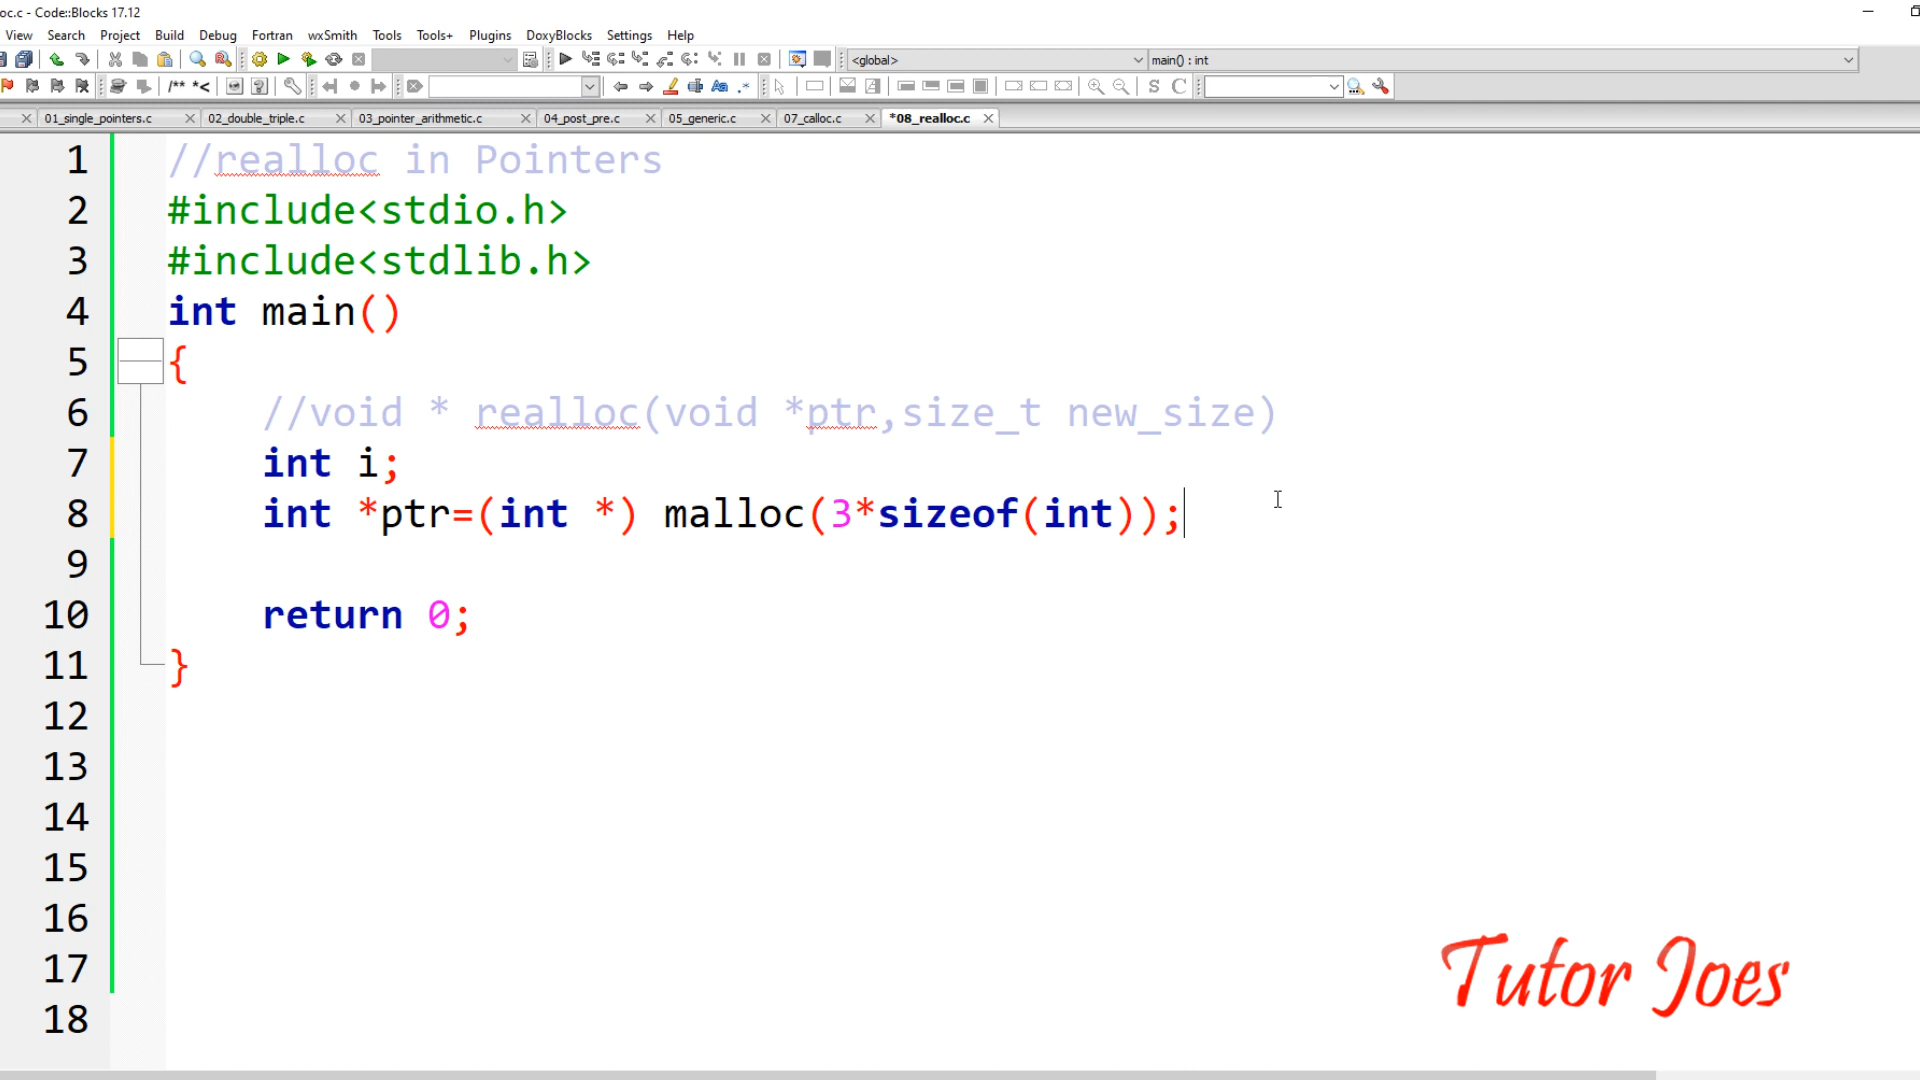 oc.c - Code::Blocks 17.12
View Search Project Build Debug Fortran wxSmith Tools Tools+ Plugins DoxyBlocks Settings Help
<global> main() : int
/** *<
Aa .* S C
01_single_pointers.c 02_double_triple.c 03_pointer_arithmetic.c 04_post_pre.c 05_generic.c 07_calloc.c *08_realloc.c
1 //realloc in Pointers
2 #include<stdio.h>
3 #include<stdlib.h>
4 int main()
5 {
6 //void * realloc(void *ptr,size_t new_size)
7 int i;
8 int *ptr=(int *) malloc(3*sizeof(int));
9
10 return 0;
11 }
12
13
14
15
16
17
18
Tutor Joes